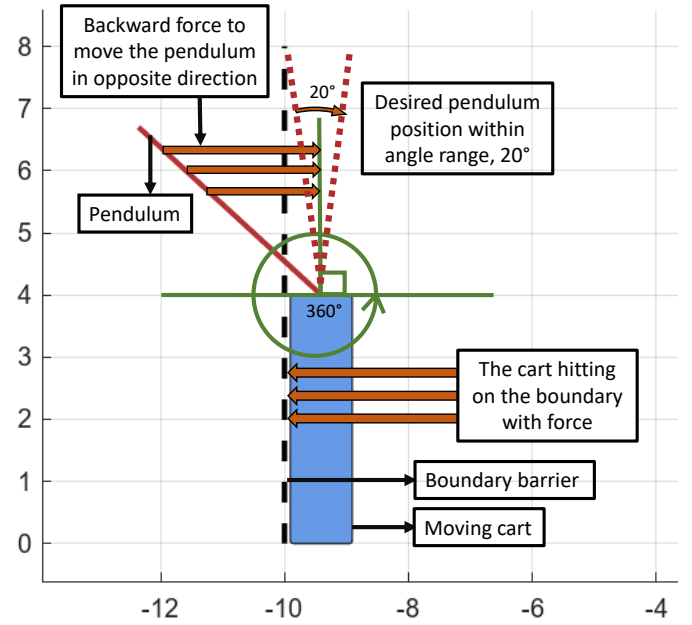 Backward force to
move the pendulum
in opposite direction
20°
Desired pendulum
position within
angle range, 20°
Pendulum
360°
The cart hitting
on the boundary
with force
Boundary barrier
Moving cart
8
7
6
5
4
3
2
1
0
-12
-10
-8
-6
-4